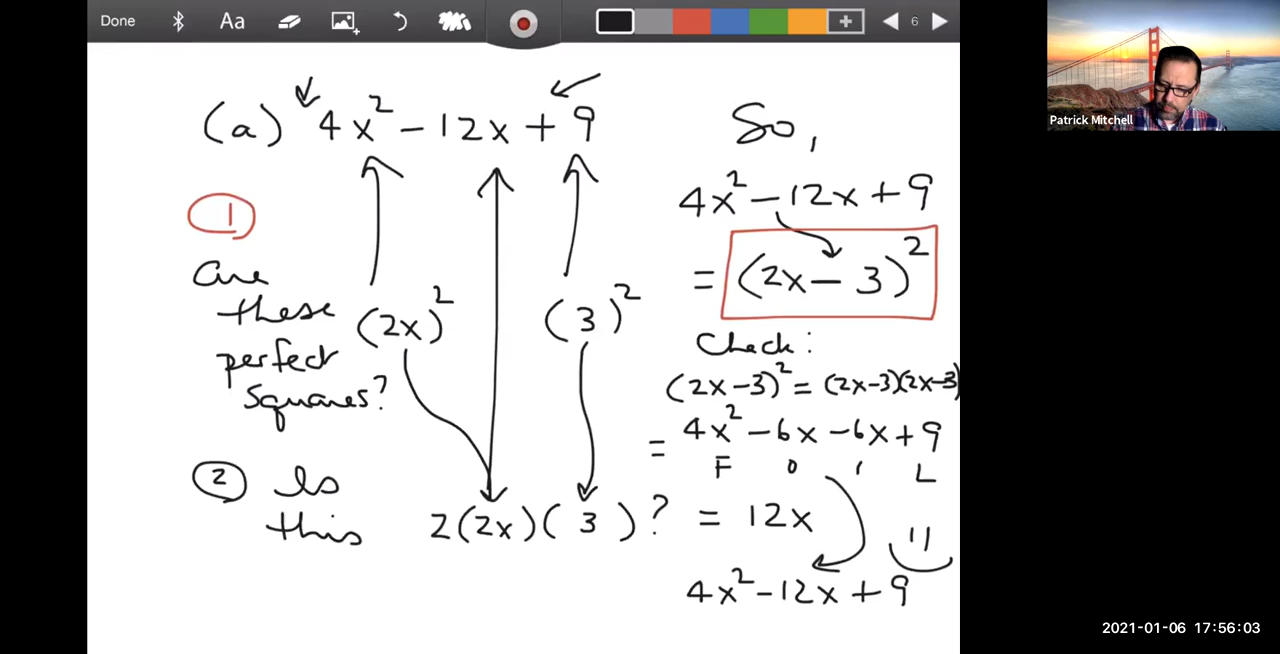 Done
Aa
6
Patrick Mitchell
(a) 4x² - 12x + 9
1
are
these
perfect
squares?
(2x)²
(3)²
2 Is
this
2(2x)(3)? = 12x
So,
4x² - 12x + 9
= (2x - 3)²
Check:
(2x-3)² = (2x-3)(2x-3)
= 4x² - 6x - 6x + 9
F O I L
4x² - 12x + 9
2021-01-06 17:56:03